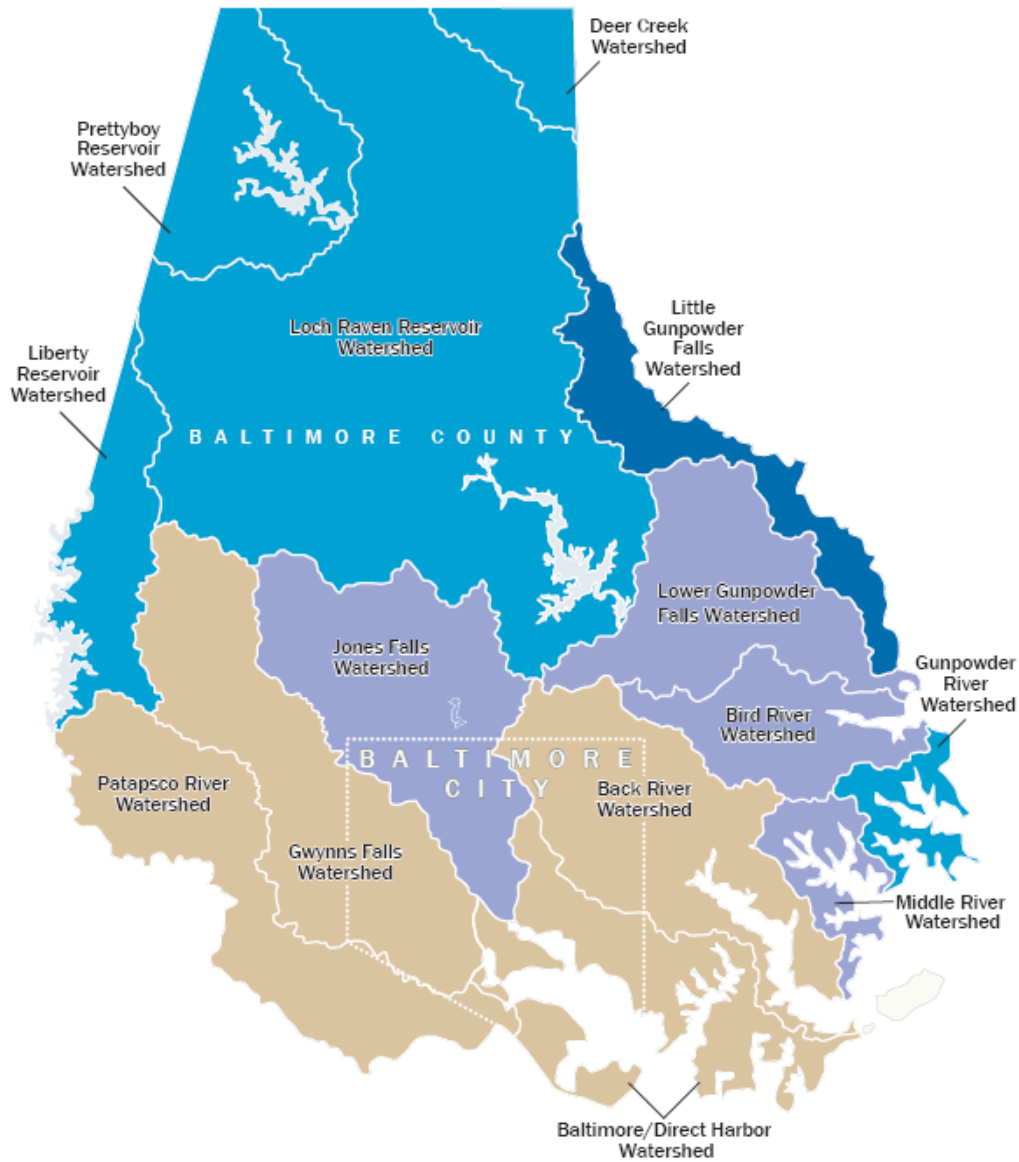 Deer Creek
Watershed
Prettyboy
Reservoir
Watershed
Little
Gunpowder
Falls
Watershed
Loch Raven Reservoir
Watershed
Liberty
Reservoir
Watershed
BALTIMORE COUNTY
Lower Gunpowder
Falls Watershed
Jones Falls
Watershed
Gunpowder
River
Watershed
Bird River
Watershed
BALTIMORE
CITY
Patapsco River
Watershed
Back River
Watershed
Gwynns Falls
Watershed
Middle River
Watershed
Baltimore/Direct Harbor
Watershed